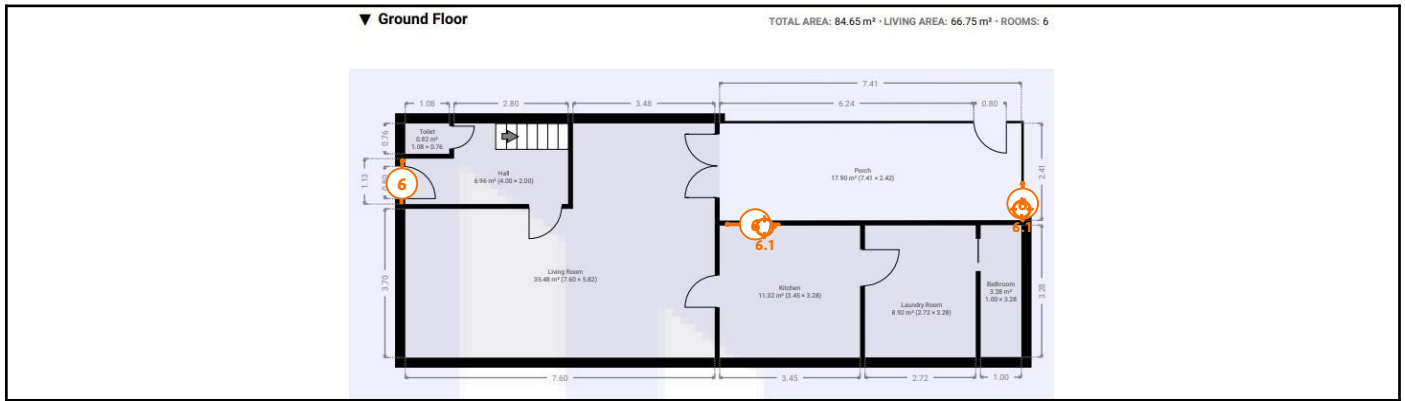 ▼ Ground Floor
TOTAL AREA: 84.65 m² • LIVING AREA: 66.75 m² • ROOMS: 6
7.41
1.08
2.80
3.48
6.24
0.80
0.76
Toilet
0.82 m²
1.08 × 0.76
Hall
6.96 m² (4.00 × 2.00)
1.13
6
Porch
17.90 m² (7.41 × 2.42)
2.41
6.1
6.1
3.70
Living Room
35.48 m² (7.60 × 5.82)
Kitchen
11.32 m² (3.45 × 3.28)
Laundry Room
8.92 m² (2.72 × 3.28)
Bathroom
3.28 m²
1.00 × 3.28
3.28
7.60
3.45
2.72
1.00